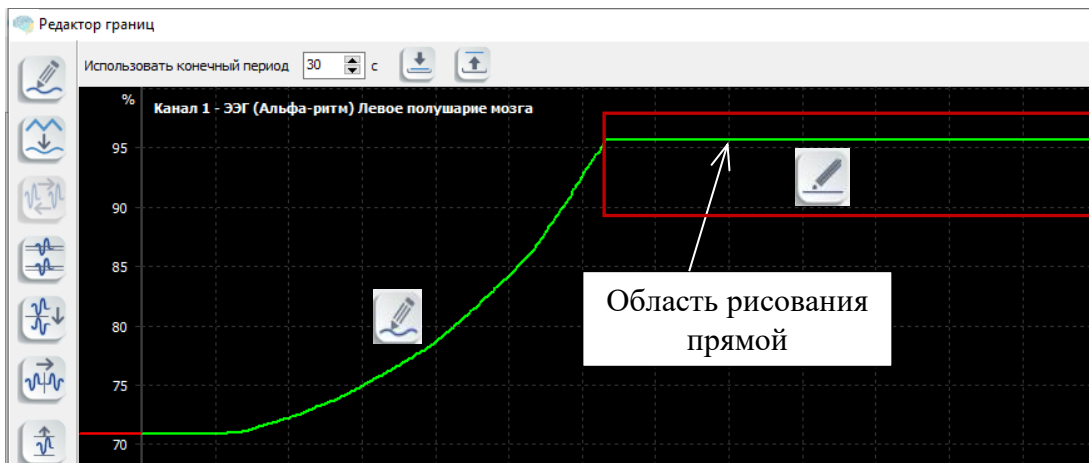 Редактор границ
Использовать конечный период 30 с
%
Канал 1 - ЭЭГ (Альфа-ритм) Левое полушарие мозга
95
90
85
80
75
70
Область рисования
прямой